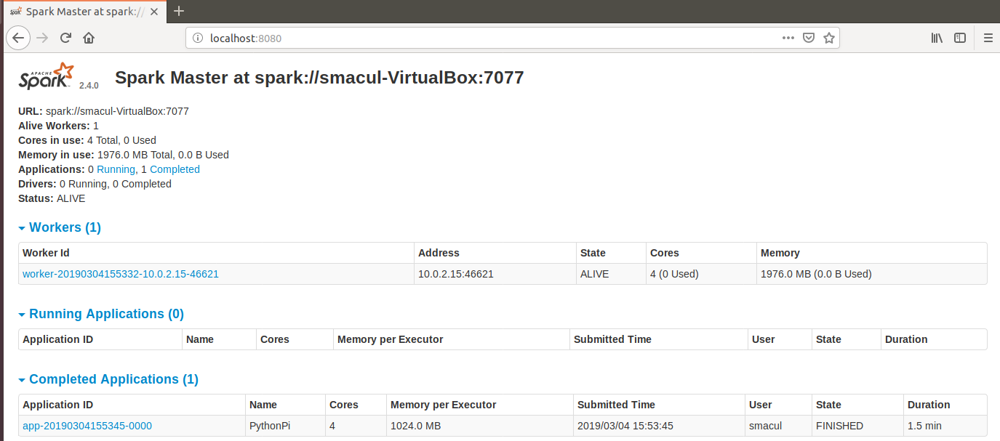 Spark Master at spark://
localhost:8080
APACHE Spark™ 2.4.0 Spark Master at spark://smacul-VirtualBox:7077
URL: spark://smacul-VirtualBox:7077
Alive Workers: 1
Cores in use: 4 Total, 0 Used
Memory in use: 1976.0 MB Total, 0.0 B Used
Applications: 0 Running, 1 Completed
Drivers: 0 Running, 0 Completed
Status: ALIVE
Workers (1)
Worker Id Address State Cores Memory
worker-20190304155332-10.0.2.15-46621 10.0.2.15:46621 ALIVE 4 (0 Used) 1976.0 MB (0.0 B Used)
Running Applications (0)
Application ID Name Cores Memory per Executor Submitted Time User State Duration
Completed Applications (1)
Application ID Name Cores Memory per Executor Submitted Time User State Duration
app-20190304155345-0000 PythonPi 4 1024.0 MB 2019/03/04 15:53:45 smacul FINISHED 1.5 min